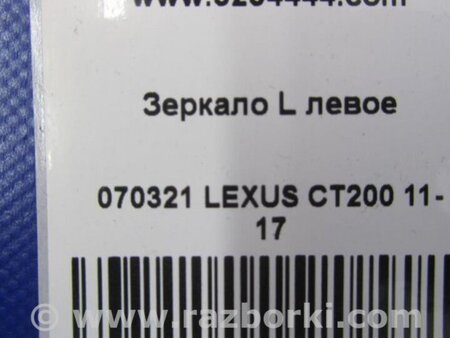 Зеркало L левое
070321 LEXUS CT200 11-
17
© www.razborki.com